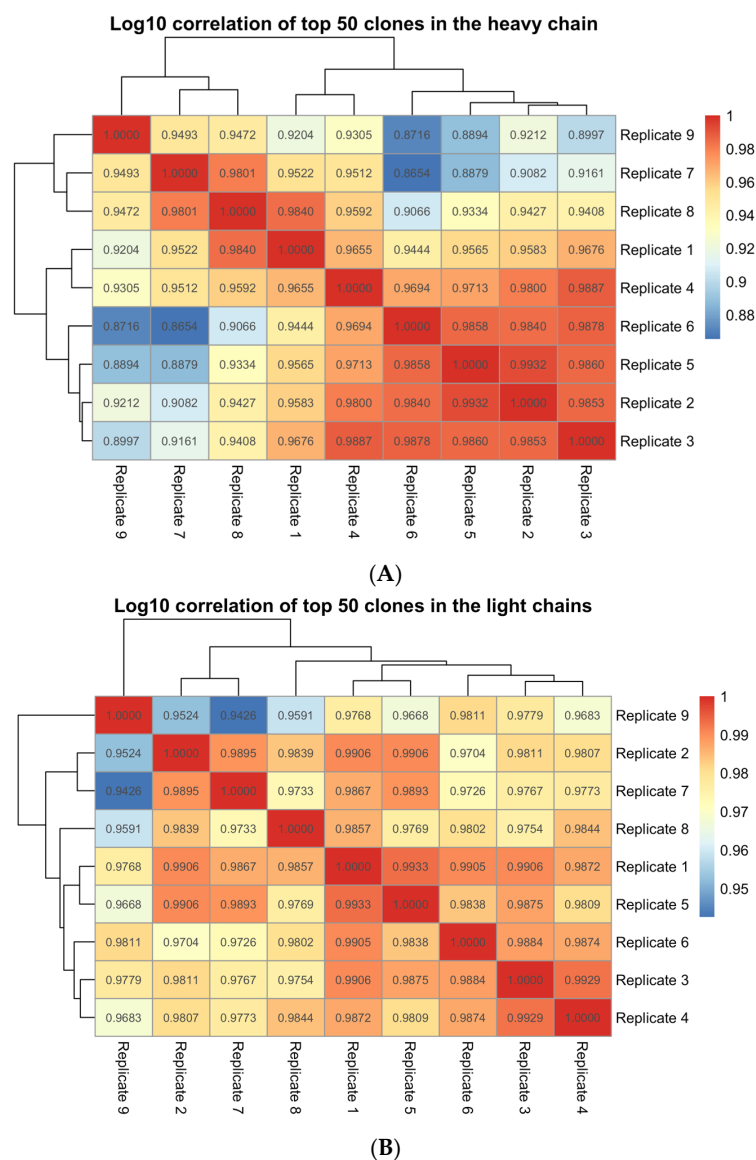 Log10 correlation of top 50 clones in the heavy chain
1.0000 0.9493 0.9472 0.9204 0.9305 0.8716 0.8894 0.9212 0.8997 Replicate 9
0.9493 1.0000 0.9801 0.9522 0.9512 0.8654 0.8879 0.9082 0.9161 Replicate 7
0.9472 0.9801 1.0000 0.9840 0.9592 0.9066 0.9334 0.9427 0.9408 Replicate 8
0.9204 0.9522 0.9840 1.0000 0.9655 0.9444 0.9565 0.9583 0.9676 Replicate 1
0.9305 0.9512 0.9592 0.9655 1.0000 0.9694 0.9713 0.9800 0.9887 Replicate 4
0.8716 0.8654 0.9066 0.9444 0.9694 1.0000 0.9858 0.9840 0.9878 Replicate 6
0.8894 0.8879 0.9334 0.9565 0.9713 0.9858 1.0000 0.9932 0.9860 Replicate 5
0.9212 0.9082 0.9427 0.9583 0.9800 0.9840 0.9932 1.0000 0.9853 Replicate 2
0.8997 0.9161 0.9408 0.9676 0.9887 0.9878 0.9860 0.9853 1.0000 Replicate 3
Replicate 9 Replicate 7 Replicate 8 Replicate 1 Replicate 4 Replicate 6 Replicate 5 Replicate 2 Replicate 3
1
0.98
0.96
0.94
0.92
0.9
0.88
(A)
Log10 correlation of top 50 clones in the light chains
1.0000 0.9524 0.9426 0.9591 0.9768 0.9668 0.9811 0.9779 0.9683 Replicate 9
0.9524 1.0000 0.9895 0.9839 0.9906 0.9906 0.9704 0.9811 0.9807 Replicate 2
0.9426 0.9895 1.0000 0.9733 0.9867 0.9893 0.9726 0.9767 0.9773 Replicate 7
0.9591 0.9839 0.9733 1.0000 0.9857 0.9769 0.9802 0.9754 0.9844 Replicate 8
0.9768 0.9906 0.9867 0.9857 1.0000 0.9933 0.9905 0.9906 0.9872 Replicate 1
0.9668 0.9906 0.9893 0.9769 0.9933 1.0000 0.9838 0.9875 0.9809 Replicate 5
0.9811 0.9704 0.9726 0.9802 0.9905 0.9838 1.0000 0.9884 0.9874 Replicate 6
0.9779 0.9811 0.9767 0.9754 0.9906 0.9875 0.9884 1.0000 0.9929 Replicate 3
0.9683 0.9807 0.9773 0.9844 0.9872 0.9809 0.9874 0.9929 1.0000 Replicate 4
Replicate 9 Replicate 2 Replicate 7 Replicate 8 Replicate 1 Replicate 5 Replicate 6 Replicate 3 Replicate 4
1
0.99
0.98
0.97
0.96
0.95
(B)